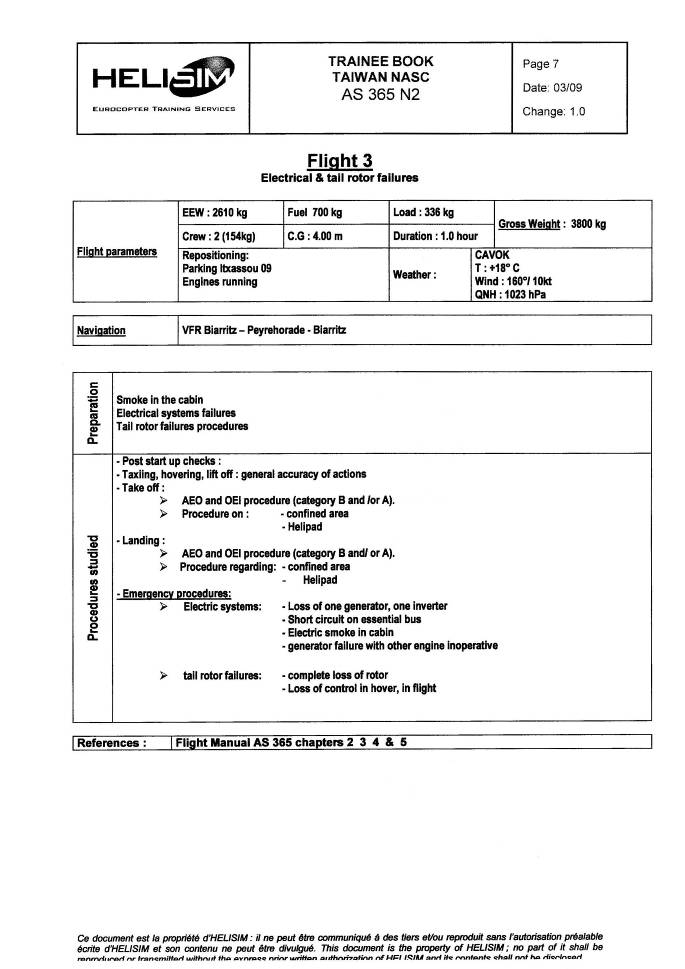 HELISIM
EUROCOPTER TRAINING SERVICES
TRAINEE BOOK
TAIWAN NASC
AS 365 N2
Page 7
Date: 03/09
Change: 1.0
Flight 3
Electrical & tail rotor failures
Flight parameters
EEW : 2610 kg
Fuel 700 kg
Load : 336 kg
Gross Weight : 3800 kg
Crew : 2 (154kg)
C.G : 4.00 m
Duration : 1.0 hour
Repositioning:
Parking Itxassou 09
Engines running
Weather :
CAVOK
T : +18° C
Wind : 160°/ 10kt
QNH : 1023 hPa
Navigation
VFR Biarritz – Peyrehorade - Biarritz
Preparation
Smoke in the cabin
Electrical systems failures
Tail rotor failures procedures
Procedures studied
- Post start up checks :
- Taxiing, hovering, lift off : general accuracy of actions
- Take off :
➢ AEO and OEI procedure (category B and /or A).
➢ Procedure on : - confined area
- Helipad
- Landing :
➢ AEO and OEI procedure (category B and/ or A).
➢ Procedure regarding: - confined area
- Helipad
- Emergency procedures:
➢ Electric systems: - Loss of one generator, one inverter
- Short circuit on essential bus
- Electric smoke in cabin
- generator failure with other engine inoperative
➢ tail rotor failures: - complete loss of rotor
- Loss of control in hover, in flight
References :
Flight Manual AS 365 chapters 2 3 4 & 5
Ce document est la propriété d'HELISIM : il ne peut être communiqué à des tiers et/ou reproduit sans l'autorisation préalable
écrite d'HELISIM et son contenu ne peut être divulgué. This document is the property of HELISIM ; no part of it shall be
reproduced or transmitted without the express prior written authorization of HELISIM and its contents shall not be disclosed.